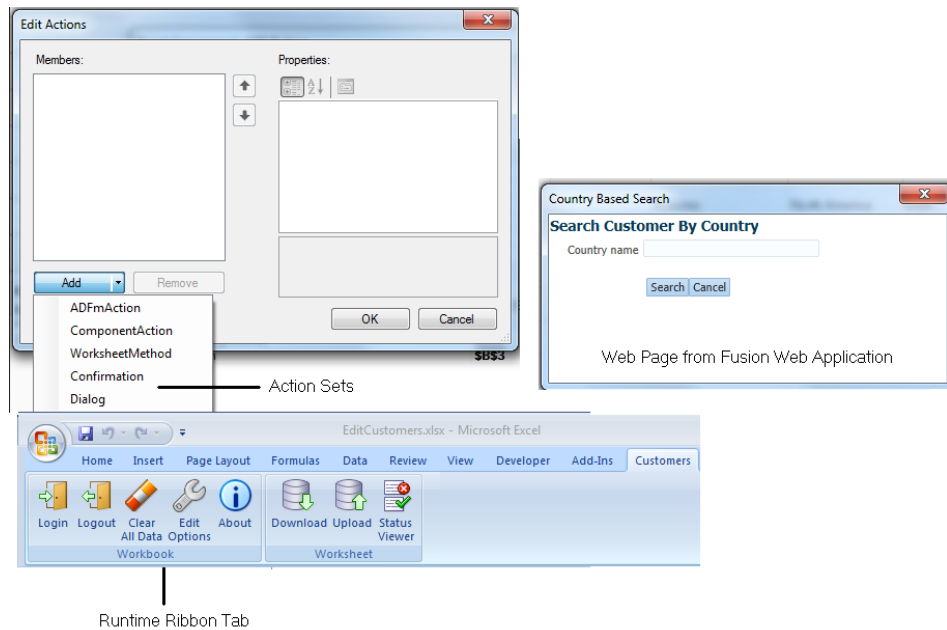 Edit Actions
Members:
Properties:
A
Z
Add
Remove
OK
Cancel
ADFmAction
ComponentAction
WorksheetMethod
Confirmation
Dialog
$B$3
Action Sets
Country Based Search
Search Customer By Country
Country name
Search Cancel
Web Page from Fusion Web Application
EditCustomers.xlsx - Microsoft Excel
Home Insert Page Layout Formulas Data Review View Developer Add-Ins Customers
Login Logout Clear All Data Edit Options About Download Upload Status Viewer
Workbook Worksheet
Runtime Ribbon Tab